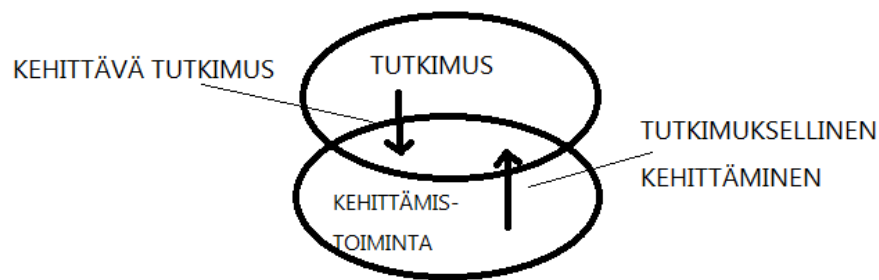 KEHITTÄVÄ TUTKIMUS
TUTKIMUS
TUTKIMUKSELLINEN
KEHITTÄMINEN
KEHITTÄMIS-
TOIMINTA